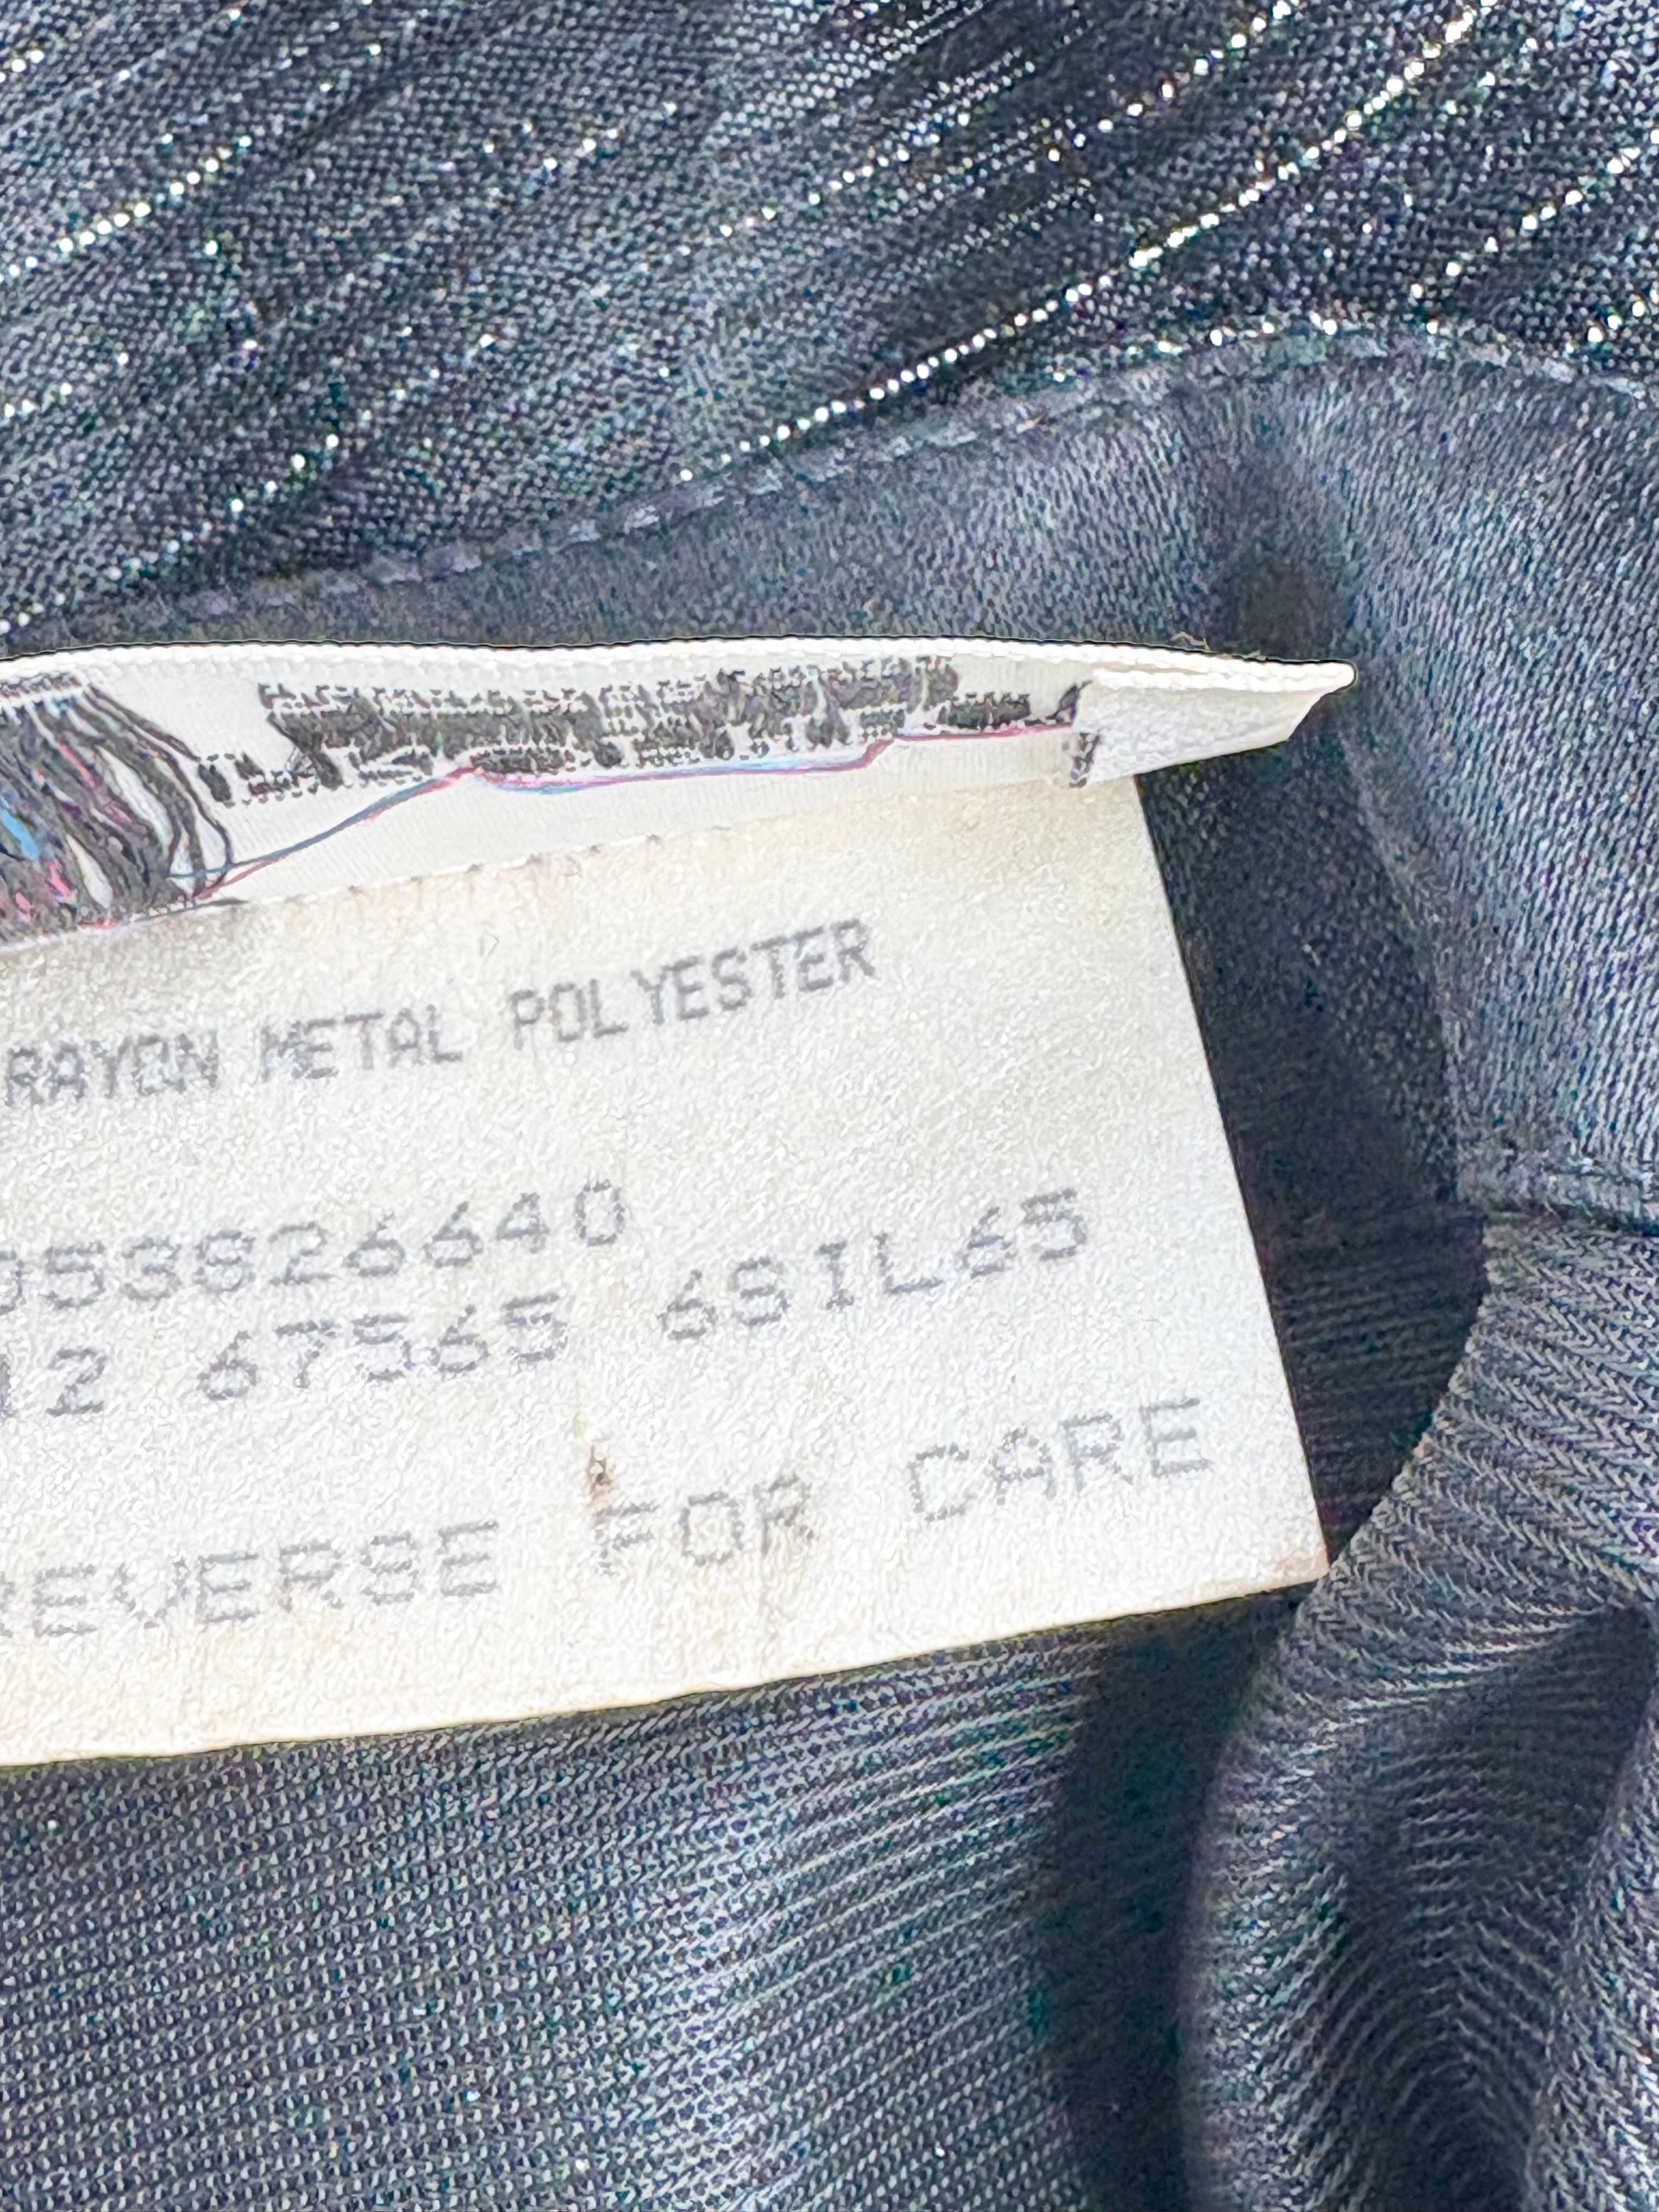 RAYON METAL POLYESTER
053826640
12 67565 6SIL65
REVERSE FOR CARE